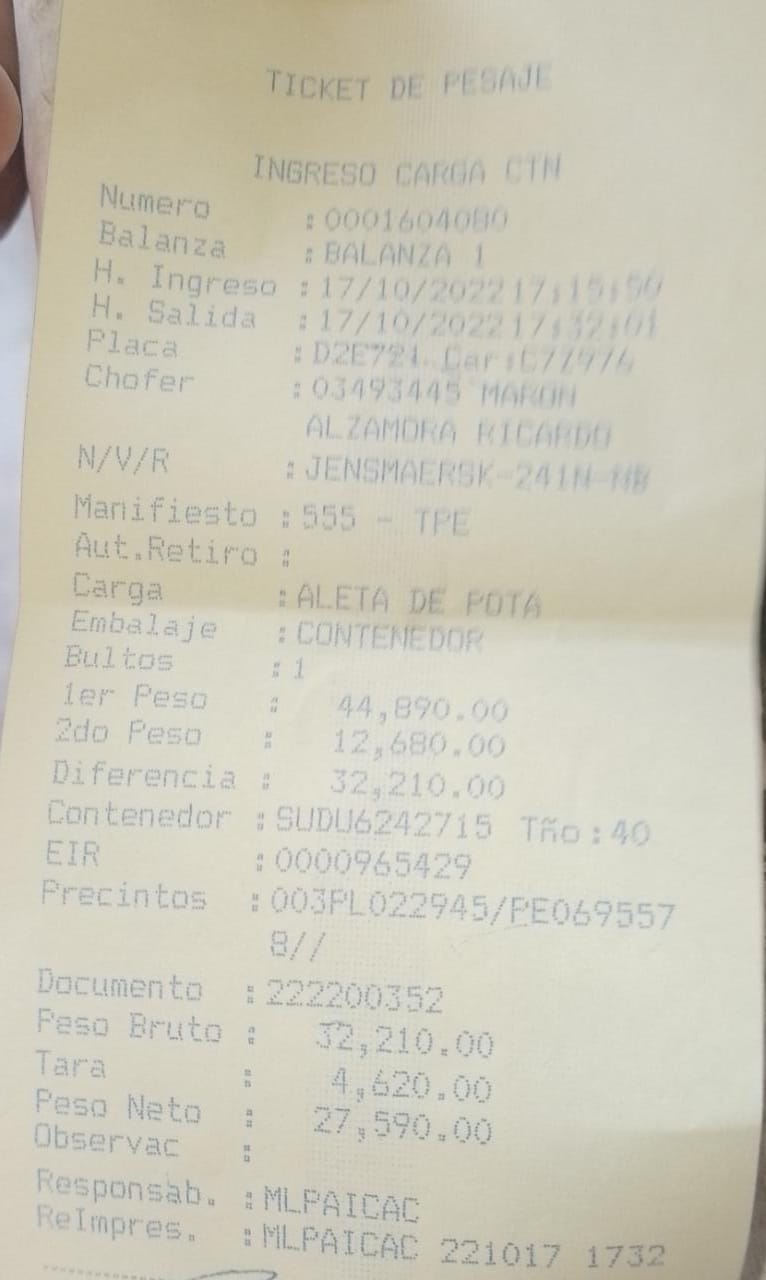 TICKET DE PESAJE
INGRESO CARGA CTN
Numero :0001604080
Balanza :BALANZA 1
H. Ingreso :17/10/2022 17:15:50
H. Salida :17/10/2022 17:32:01
Placa :D2E721 Car:C77976
Chofer :03493445 MARON
ALZAMORA RICARDO
N/V/R :JENSMAERSK-241N-NB
Manifiesto :555 - TPE
Aut.Retiro :
Carga :ALETA DE POTA
Embalaje :CONTENEDOR
Bultos :1
1er Peso : 44,890.00
2do Peso : 12,680.00
Diferencia : 32,210.00
Contenedor :SUDU6242715 Tño:40
EIR :0000965429
Precintos :003PL022945/PE069557
8//
Documento :222200352
Peso Bruto : 32,210.00
Tara : 4,620.00
Peso Neto : 27,590.00
Observac :
Responsab. :MLPAICAC
ReImpres. :MLPAICAC 221017 1732